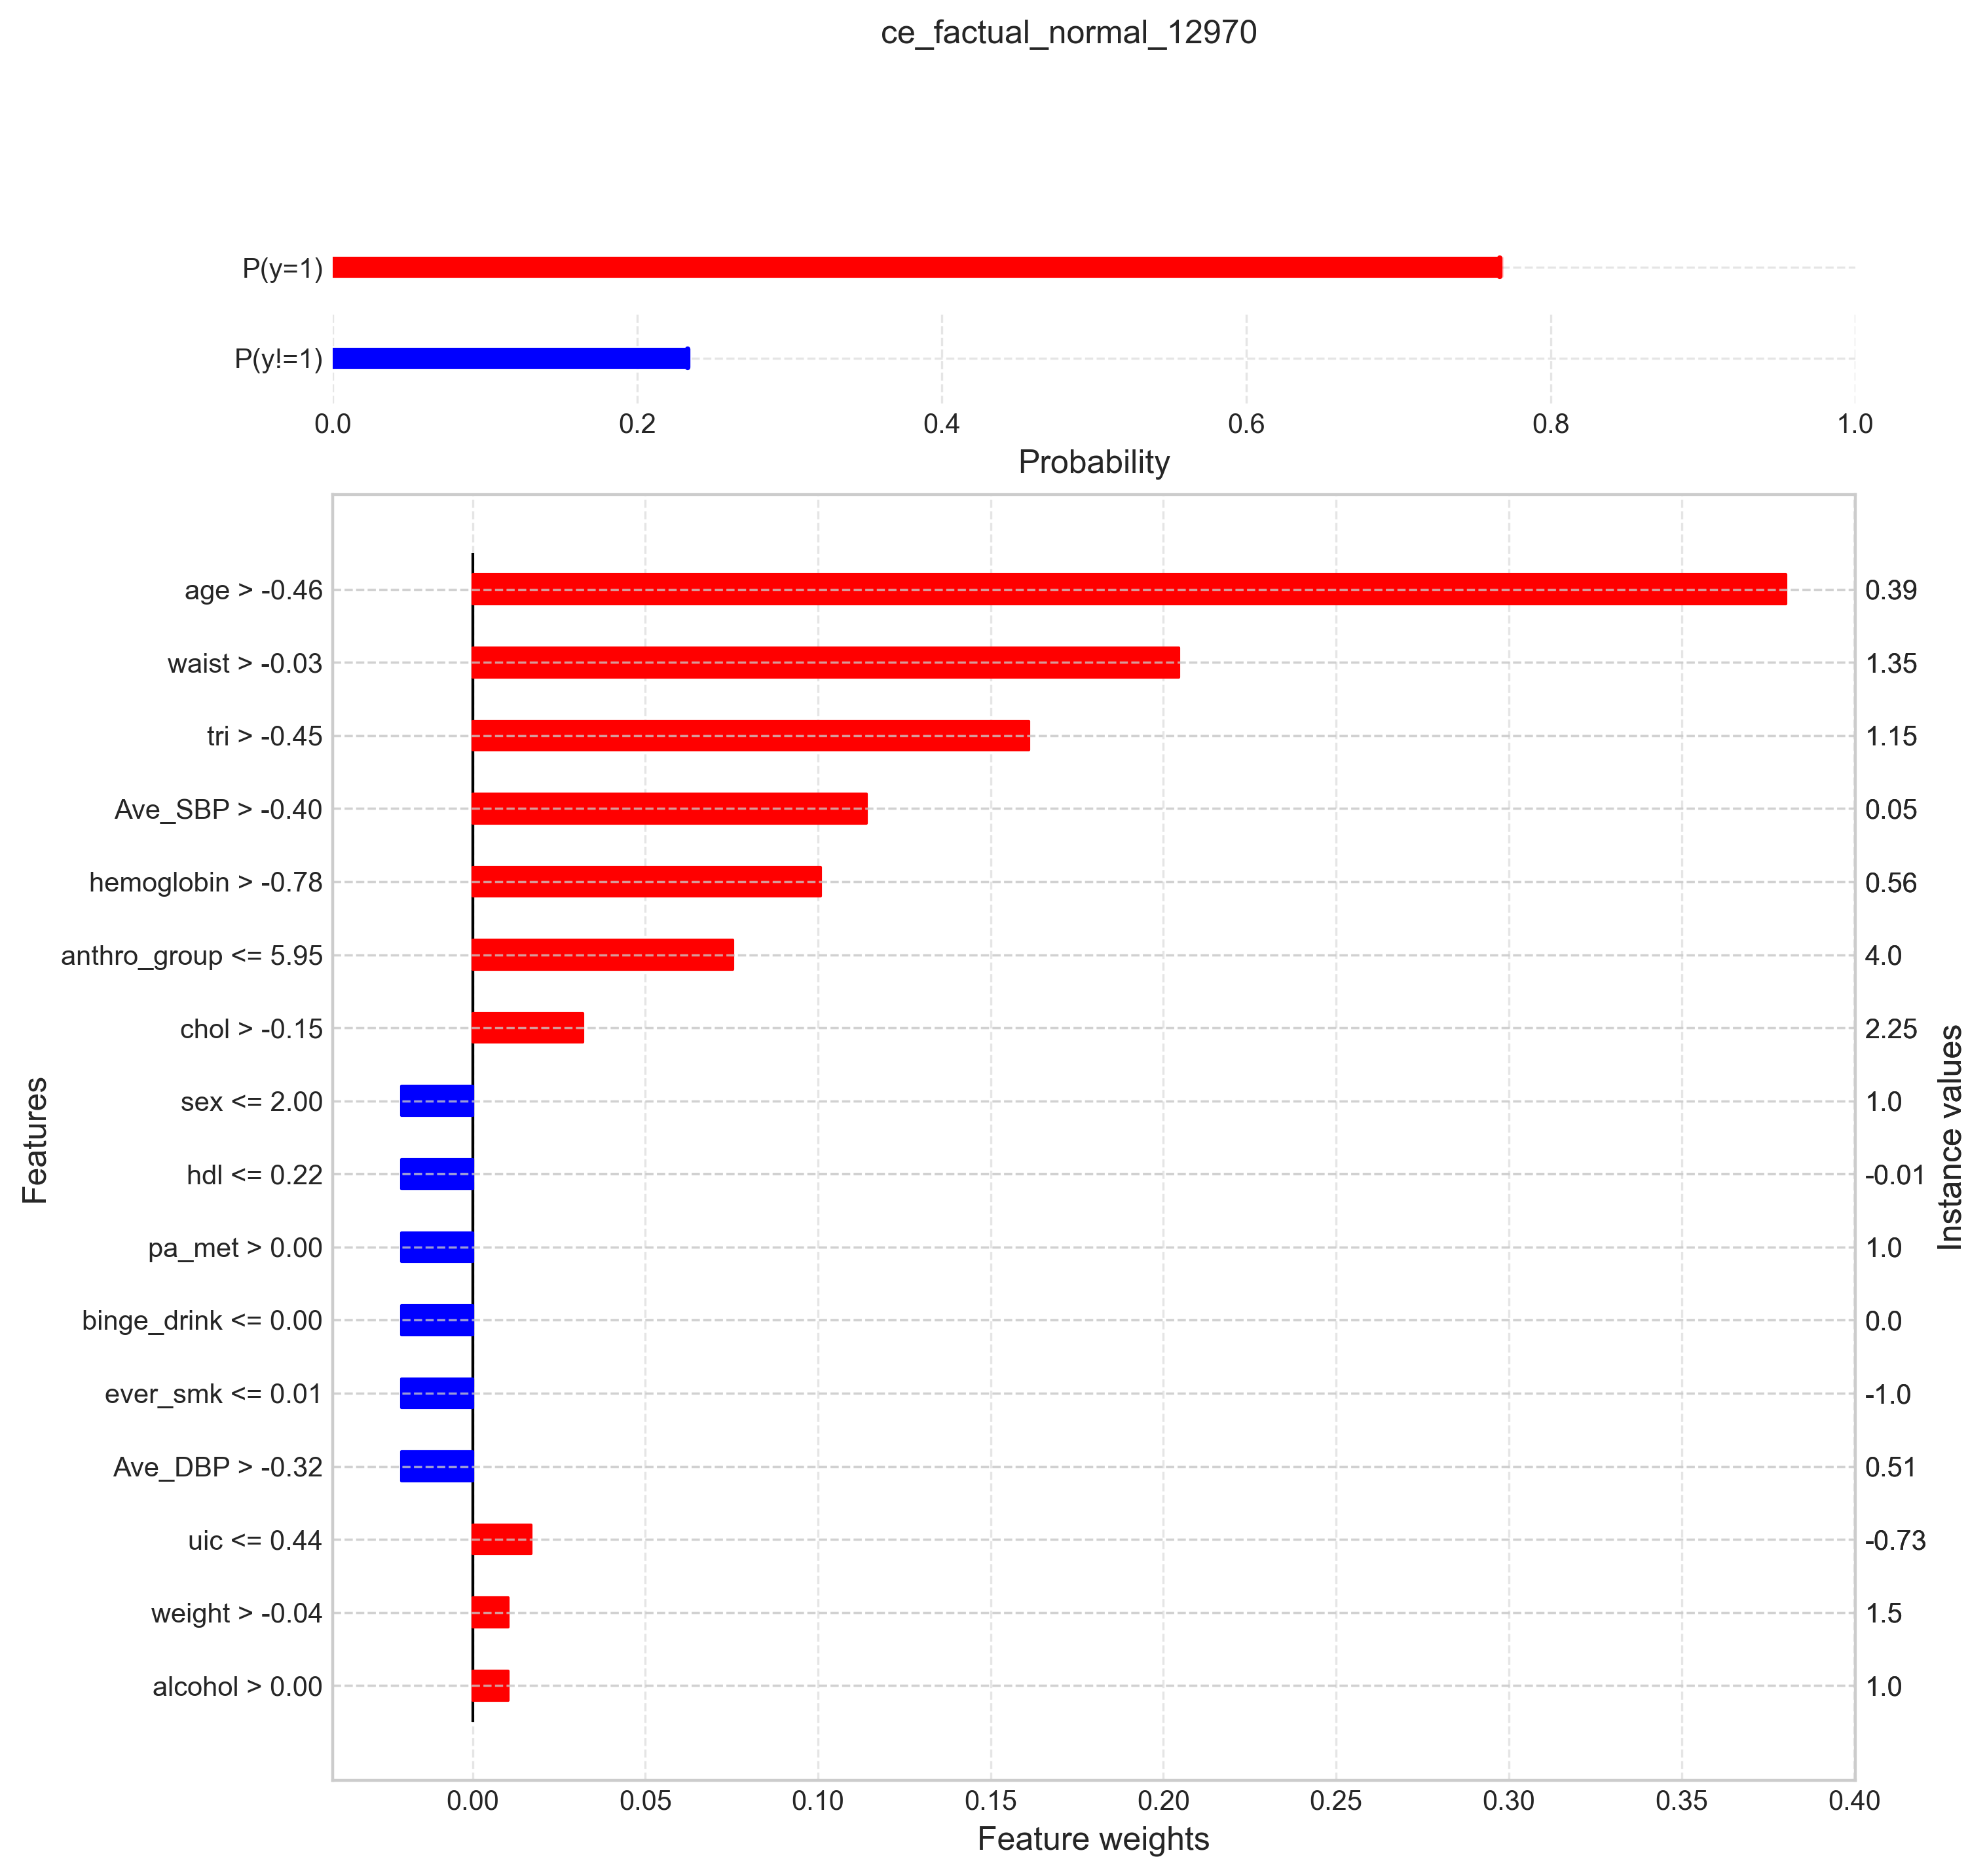 ce_factual_normal_12970
P(y=1)
P(y!=1)
0.0 0.2 0.4 0.6 0.8 1.0
Probability
age > -0.46 0.39
waist > -0.03 1.35
tri > -0.45 1.15
Ave_SBP > -0.40 0.05
hemoglobin > -0.78 0.56
anthro_group <= 5.95 4.0
chol > -0.15 2.25
sex <= 2.00 1.0
hdl <= 0.22 -0.01
pa_met > 0.00 1.0
binge_drink <= 0.00 0.0
ever_smk <= 0.01 -1.0
Ave_DBP > -0.32 0.51
uic <= 0.44 -0.73
weight > -0.04 1.5
alcohol > 0.00 1.0
Features
Instance values
0.00 0.05 0.10 0.15 0.20 0.25 0.30 0.35 0.40
Feature weights